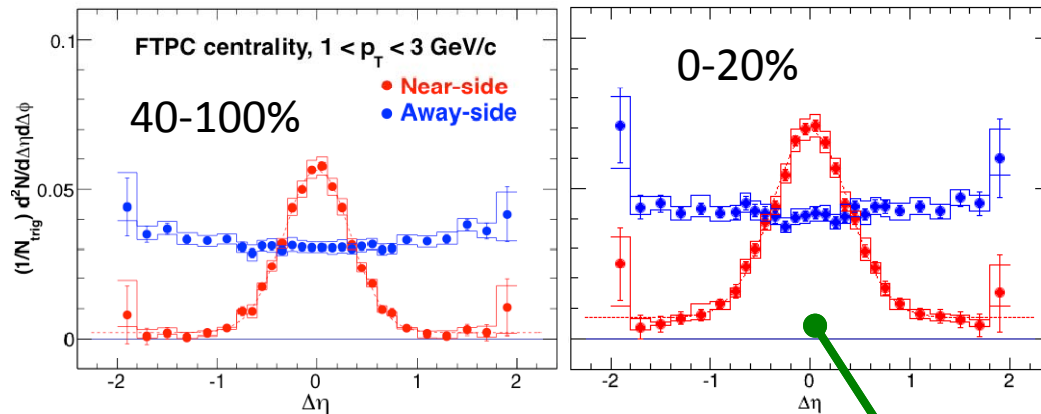 FTPC centrality, 1 < p_T < 3 GeV/c
Near-side
Away-side
40-100%
0-20%
(1/N_trig) d²N/dΔηdΔϕ
0.1
0.05
0
-2 -1 0 1 2
Δη
-2 -1 0 1 2
Δη